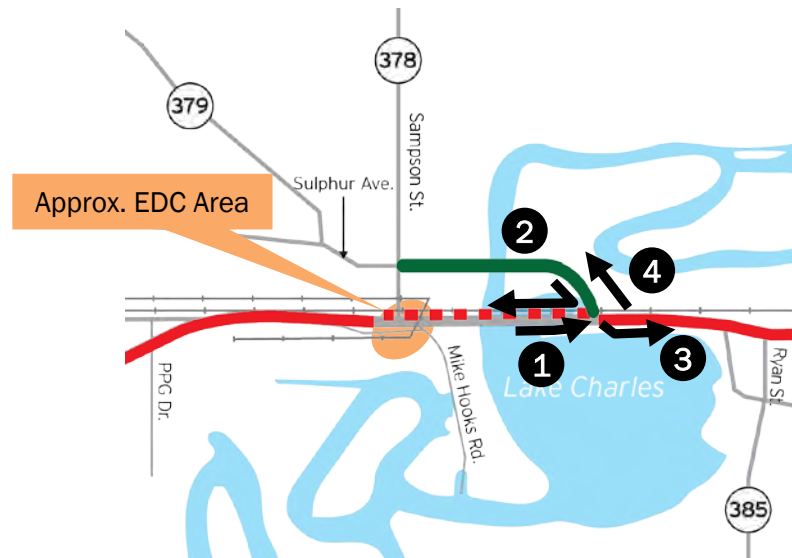 378
379
Sampson St.
Sulphur Ave.
Approx. EDC Area
2
4
1
3
Lake Charles
PPG Dr.
Mike Hooks Rd.
Ryan St.
385